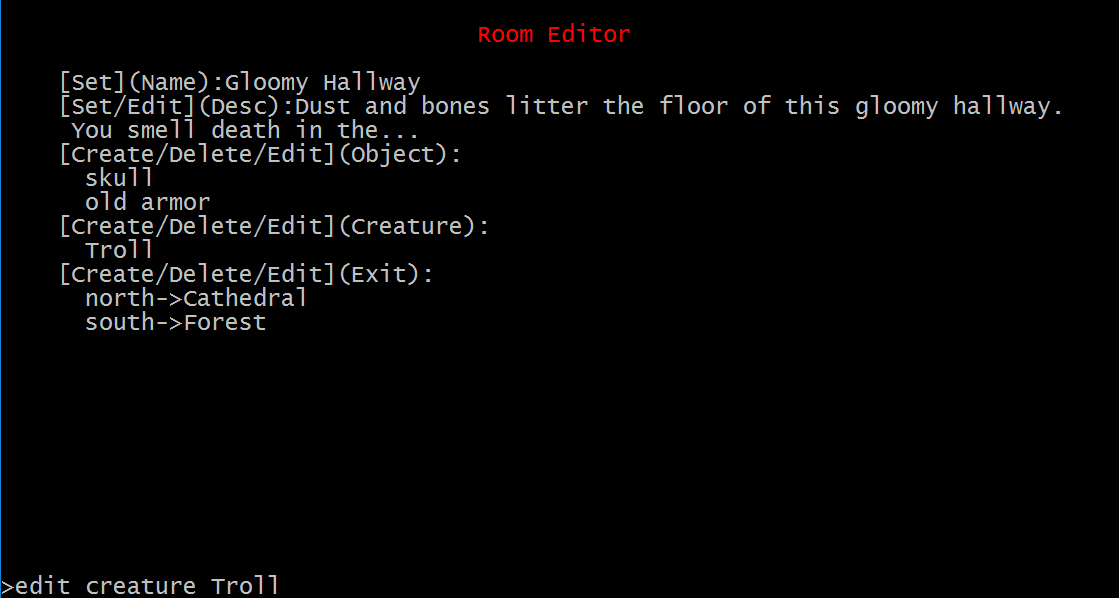 Room Editor
[Set](Name):Gloomy Hallway
[Set/Edit](Desc):Dust and bones litter the floor of this gloomy hallway.
You smell death in the...
[Create/Delete/Edit](Object):
skull
old armor
[Create/Delete/Edit](Creature):
Troll
[Create/Delete/Edit](Exit):
north->Cathedral
south->Forest
>edit creature Troll